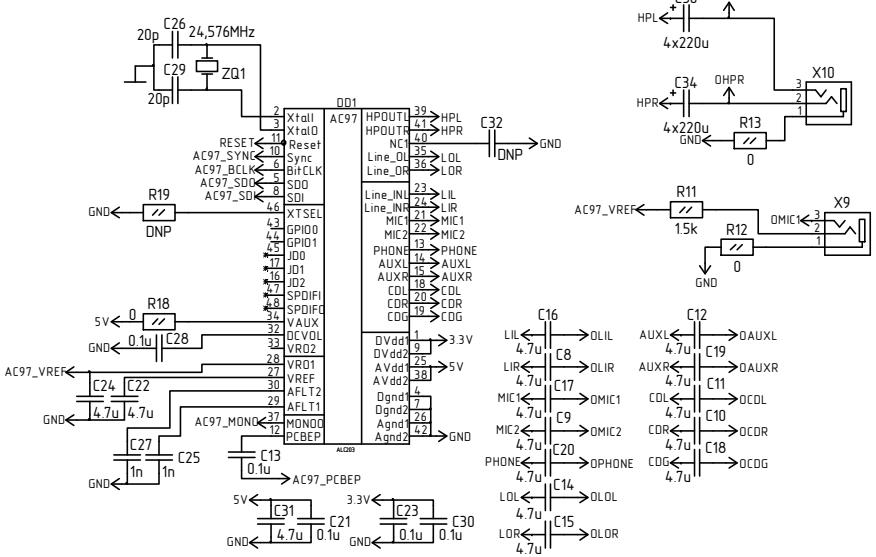 C26
20p
24,576MHz
C29
ZQ1
20p
HPL
+
4x220u
C34
OHPR
HPR
+
4x220u
GND
R13
0
X10
3
2
1
DD1
AC97
2 XtalI
3 XtalO
RESET 11 Reset
AC97_SYNC 10 Sync
AC97_BCLK 6 BitCLK
AC97_SDO 5 SDO
AC97_SDI 8 SDI
GND R19 DNP 46 XTSEL
43 GPIO0
44 GPIO1
45 JD0
17 JD1
16 JD2
47 SPDIFI
48 SPDIFO
5V 0 R18 34 VAUX
GND 0.1u C28 32 DCVOL
33 VRO2
AC97_VREF 28 VRO1
27 VREF
30 AFLT2
29 AFLT1
AC97_MONO 37 MONOO
12 PCBEP
ALC203
HPOUTL 39 HPL
HPOUTR 41 HPR
NC1 40 C32 DNP GND
Line_OL 35 LOL
Line_OR 36 LOR
Line_INL 23 LIL
Line_INR 24 LIR
MIC1 21 MIC1
MIC2 22 MIC2
PHONE 13 PHONE
AUXL 14 AUXL
AUXR 15 AUXR
CDL 18 CDL
CDR 20 CDR
CDG 19 CDG
DVdd1 1 3.3V
DVdd2 9
AVdd1 25 5V
AVdd2 38
Dgnd1 4
Dgnd2 7
Agnd1 26
Agnd2 42 GND
C24 C22
GND 4.7u 4.7u
C27 C25
GND 1n 1n
C13
0.1u
AC97_PCBEP
5V C31 C21
GND 4.7u 0.1u
3.3V C23 C30
GND 0.1u 0.1u
AC97_VREF R11 1.5k
R12
0
GND
OMIC1
X9
3
2
1
C16
LIL OLIL
4.7u C8
LIR OLIR
4.7u C17
MIC1 OMIC1
4.7u C9
MIC2 OMIC2
4.7u C20
PHONE OPHONE
4.7u C14
LOL OLOL
4.7u C15
LOR OLOR
4.7u
C12
AUXL OAUXL
4.7u C19
AUXR OAUXR
4.7u C11
CDL OCDL
4.7u C10
CDR OCDR
4.7u C18
CDG OCDG
4.7u